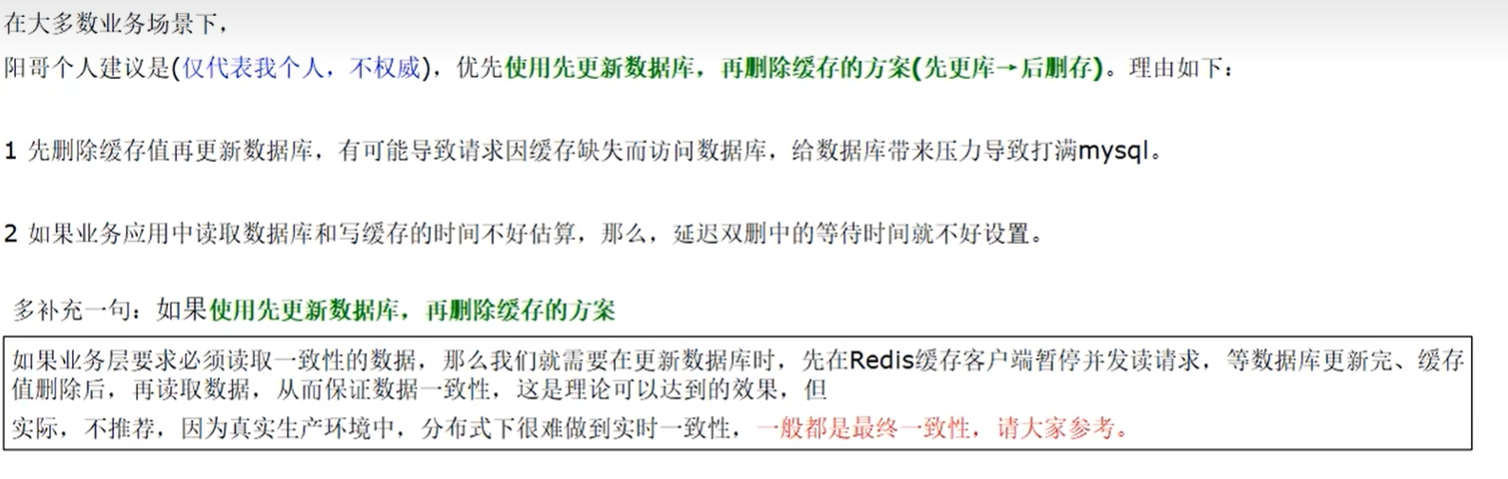 在大多数业务场景下，
阳哥个人建议是(仅代表我个人，不权威)，优先使用先更新数据库，再删除缓存的方案(先更库→后删存)。理由如下：
1 先删除缓存值再更新数据库，有可能导致请求因缓存缺失而访问数据库，给数据库带来压力导致打满mysql。
2 如果业务应用中读取数据库和写缓存的时间不好估算，那么，延迟双删中的等待时间就不好设置。
多补充一句：如果使用先更新数据库，再删除缓存的方案
如果业务层要求必须读取一致性的数据，那么我们就需要在更新数据库时，先在Redis缓存客户端暂停并发读请求，等数据库更新完、缓存
值删除后，再读取数据，从而保证数据一致性，这是理论可以达到的效果，但
实际，不推荐，因为真实生产环境中，分布式下很难做到实时一致性，一般都是最终一致性，请大家参考。